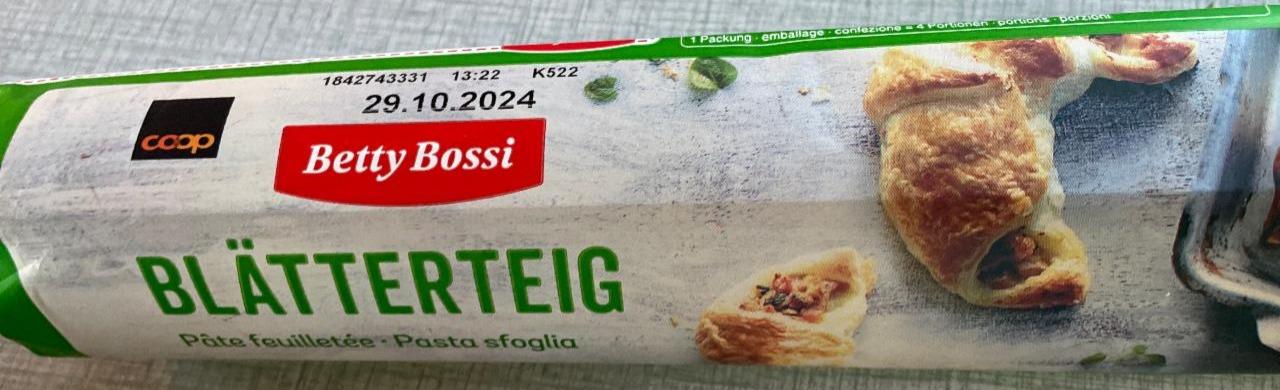 1 Packung · emballage · confezione = 4 Portionen · portions · porzioni
1842743331 13:22 K522
29.10.2024
coop
Betty Bossi
BLÄTTERTEIG
Pâte feuilletée · Pasta sfoglia